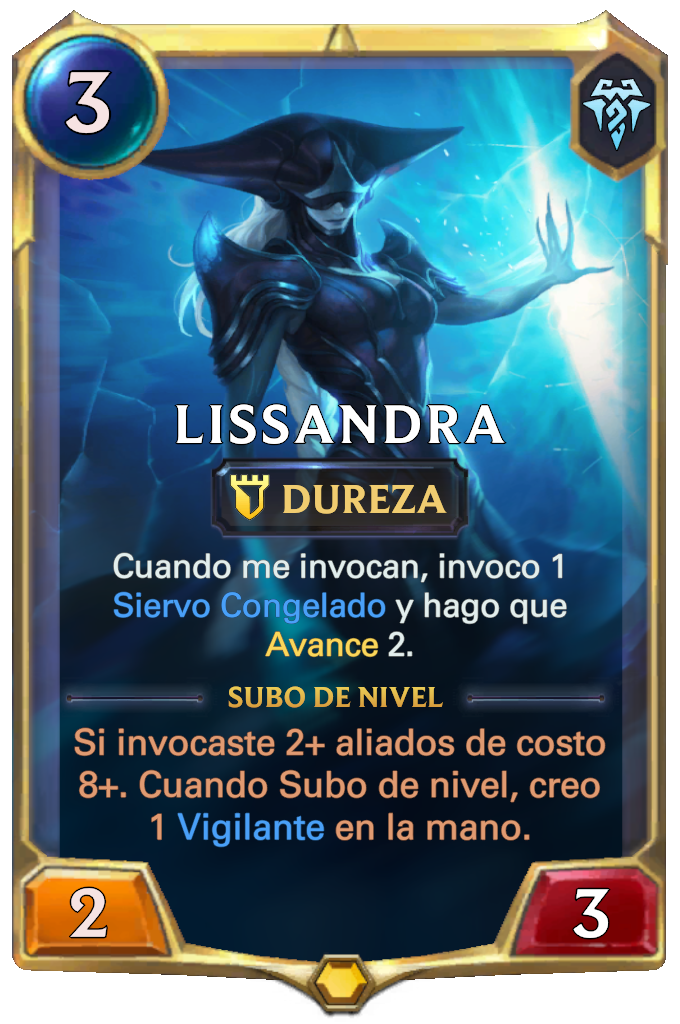 3
LISSANDRA
DUREZA
Cuando me invocan, invoco 1
Siervo Congelado y hago que
Avance 2.
SUBO DE NIVEL
Si invocaste 2+ aliados de costo
8+. Cuando Subo de nivel, creo
1 Vigilante en la mano.
2
3